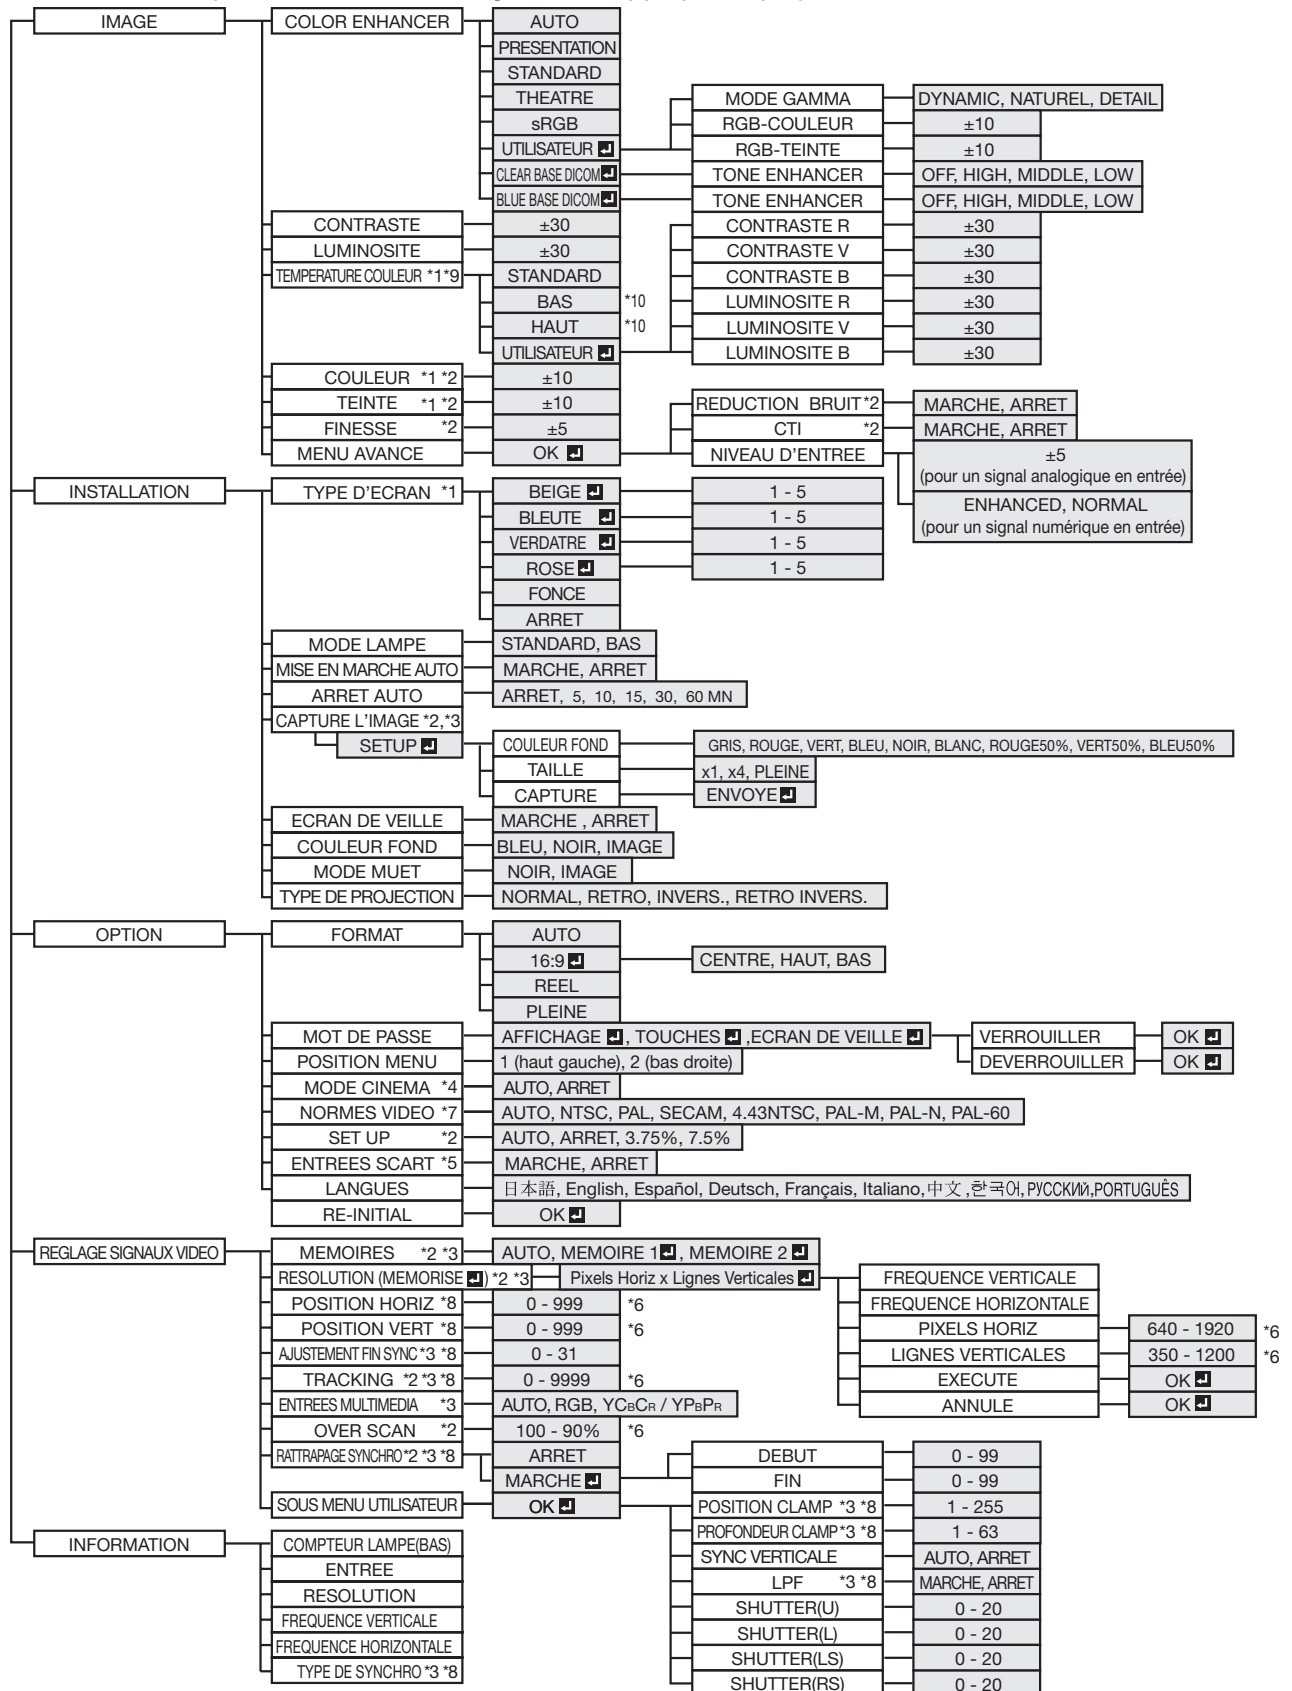 IMAGE COLOR ENHANCER AUTO
PRESENTATION
STANDARD
THEATRE MODE GAMMA DYNAMIC, NATUREL, DETAIL
sRGB RGB-COULEUR ±10
UTILISATEUR RGB-TEINTE ±10
CLEAR BASE DICOM TONE ENHANCER OFF, HIGH, MIDDLE, LOW
BLUE BASE DICOM TONE ENHANCER OFF, HIGH, MIDDLE, LOW
CONTRASTE ±30 CONTRASTE R ±30
LUMINOSITE ±30 CONTRASTE V ±30
TEMPERATURE COULEUR *1*9 STANDARD CONTRASTE B ±30
BAS *10 LUMINOSITE R ±30
HAUT *10 LUMINOSITE V ±30
UTILISATEUR LUMINOSITE B ±30
COULEUR *1 *2 ±10
TEINTE *1 *2 ±10 REDUCTION BRUIT*2 MARCHE, ARRET
FINESSE *2 ±5 CTI *2 MARCHE, ARRET
MENU AVANCE OK NIVEAU D'ENTREE ±5
(pour un signal analogique en entrée)
ENHANCED, NORMAL
(pour un signal numérique en entrée)
INSTALLATION TYPE D'ECRAN *1 BEIGE 1 - 5
BLEUTE 1 - 5
VERDATRE 1 - 5
ROSE 1 - 5
FONCE
ARRET
MODE LAMPE STANDARD, BAS
MISE EN MARCHE AUTO MARCHE, ARRET
ARRET AUTO ARRET, 5, 10, 15, 30, 60 MN
CAPTURE L'IMAGE *2,*3
SETUP COULEUR FOND GRIS, ROUGE, VERT, BLEU, NOIR, BLANC, ROUGE50%, VERT50%, BLEU50%
TAILLE x1, x4, PLEINE
CAPTURE ENVOYE
ECRAN DE VEILLE MARCHE , ARRET
COULEUR FOND BLEU, NOIR, IMAGE
MODE MUET NOIR, IMAGE
TYPE DE PROJECTION NORMAL, RETRO, INVERS., RETRO INVERS.
OPTION FORMAT AUTO
16:9 CENTRE, HAUT, BAS
REEL
PLEINE
MOT DE PASSE AFFICHAGE , TOUCHES ,ECRAN DE VEILLE VERROUILLER OK
POSITION MENU 1 (haut gauche), 2 (bas droite) DEVERROUILLER OK
MODE CINEMA *4 AUTO, ARRET
NORMES VIDEO *7 AUTO, NTSC, PAL, SECAM, 4.43NTSC, PAL-M, PAL-N, PAL-60
SET UP *2 AUTO, ARRET, 3.75%, 7.5%
ENTREES SCART *5 MARCHE, ARRET
LANGUES 日本語, English, Español, Deutsch, Français, Italiano,中文 ,한국어, РУССКИй,PORTUGUÊS
RE-INITIAL OK
REGLAGE SIGNAUX VIDEO MEMOIRES *2 *3 AUTO, MEMOIRE 1 , MEMOIRE 2
RESOLUTION (MEMORISE ) *2 *3 Pixels Horiz x Lignes Verticales FREQUENCE VERTICALE
POSITION HORIZ *8 0 - 999 *6 FREQUENCE HORIZONTALE
POSITION VERT *8 0 - 999 *6 PIXELS HORIZ 640 - 1920 *6
AJUSTEMENT FIN SYNC *3 *8 0 - 31 LIGNES VERTICALES 350 - 1200 *6
TRACKING *2 *3 *8 0 - 9999 *6 EXECUTE OK
ENTREES MULTIMEDIA *3 AUTO, RGB, YCBCR / YPBPR ANNULE OK
OVER SCAN *2 100 - 90% *6
RATTRAPAGE SYNCHRO*2 *3 *8 ARRET DEBUT 0 - 99
MARCHE FIN 0 - 99
SOUS MENU UTILISATEUR OK POSITION CLAMP *3 *8 1 - 255
PROFONDEUR CLAMP *3 *8 1 - 63
INFORMATION COMPTEUR LAMPE(BAS) SYNC VERTICALE AUTO, ARRET
ENTREE LPF *3 *8 MARCHE, ARRET
RESOLUTION SHUTTER(U) 0 - 20
FREQUENCE VERTICALE SHUTTER(L) 0 - 20
FREQUENCE HORIZONTALE SHUTTER(LS) 0 - 20
TYPE DE SYNCHRO *3 *8 SHUTTER(RS) 0 - 20